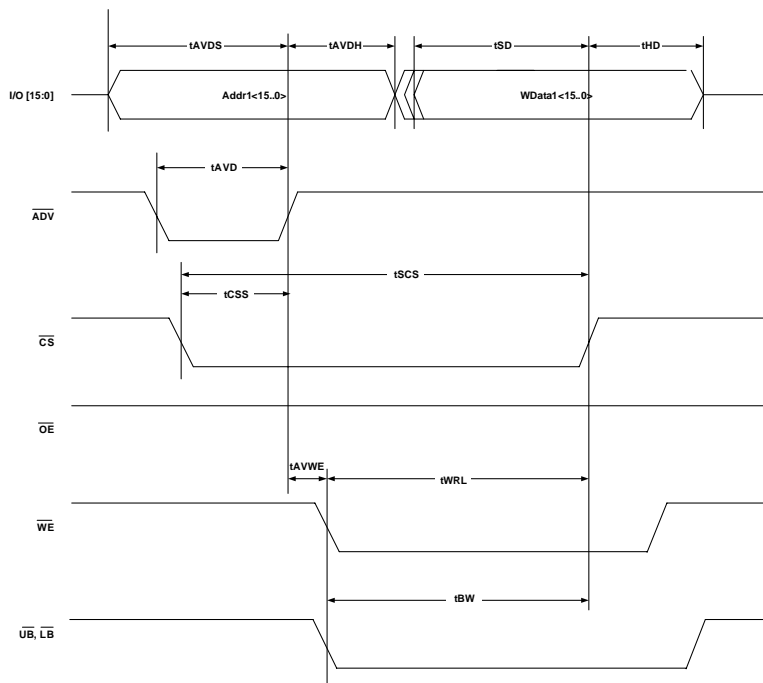 tAVDS tAVDH tSD tHD
I/O [15:0] Addr1<15..0> WData1<15..0>
tAVD
ADV
tSCS
tCSS
CS
OE
tAVWE
tWRL
WE
tBW
UB, LB